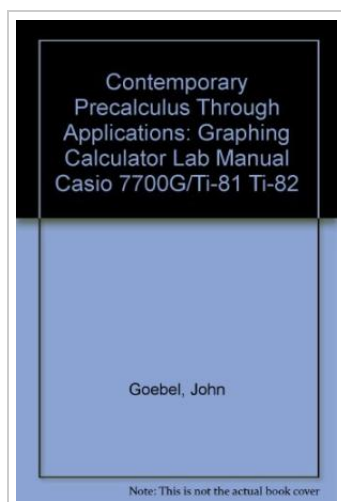 Contemporary
Precalculus Through
Applications: Graphing
Calculator Lab Manual
Casio 7700G/Ti-81 Ti-82
Goebel, John
Note: This is not the actual book cover